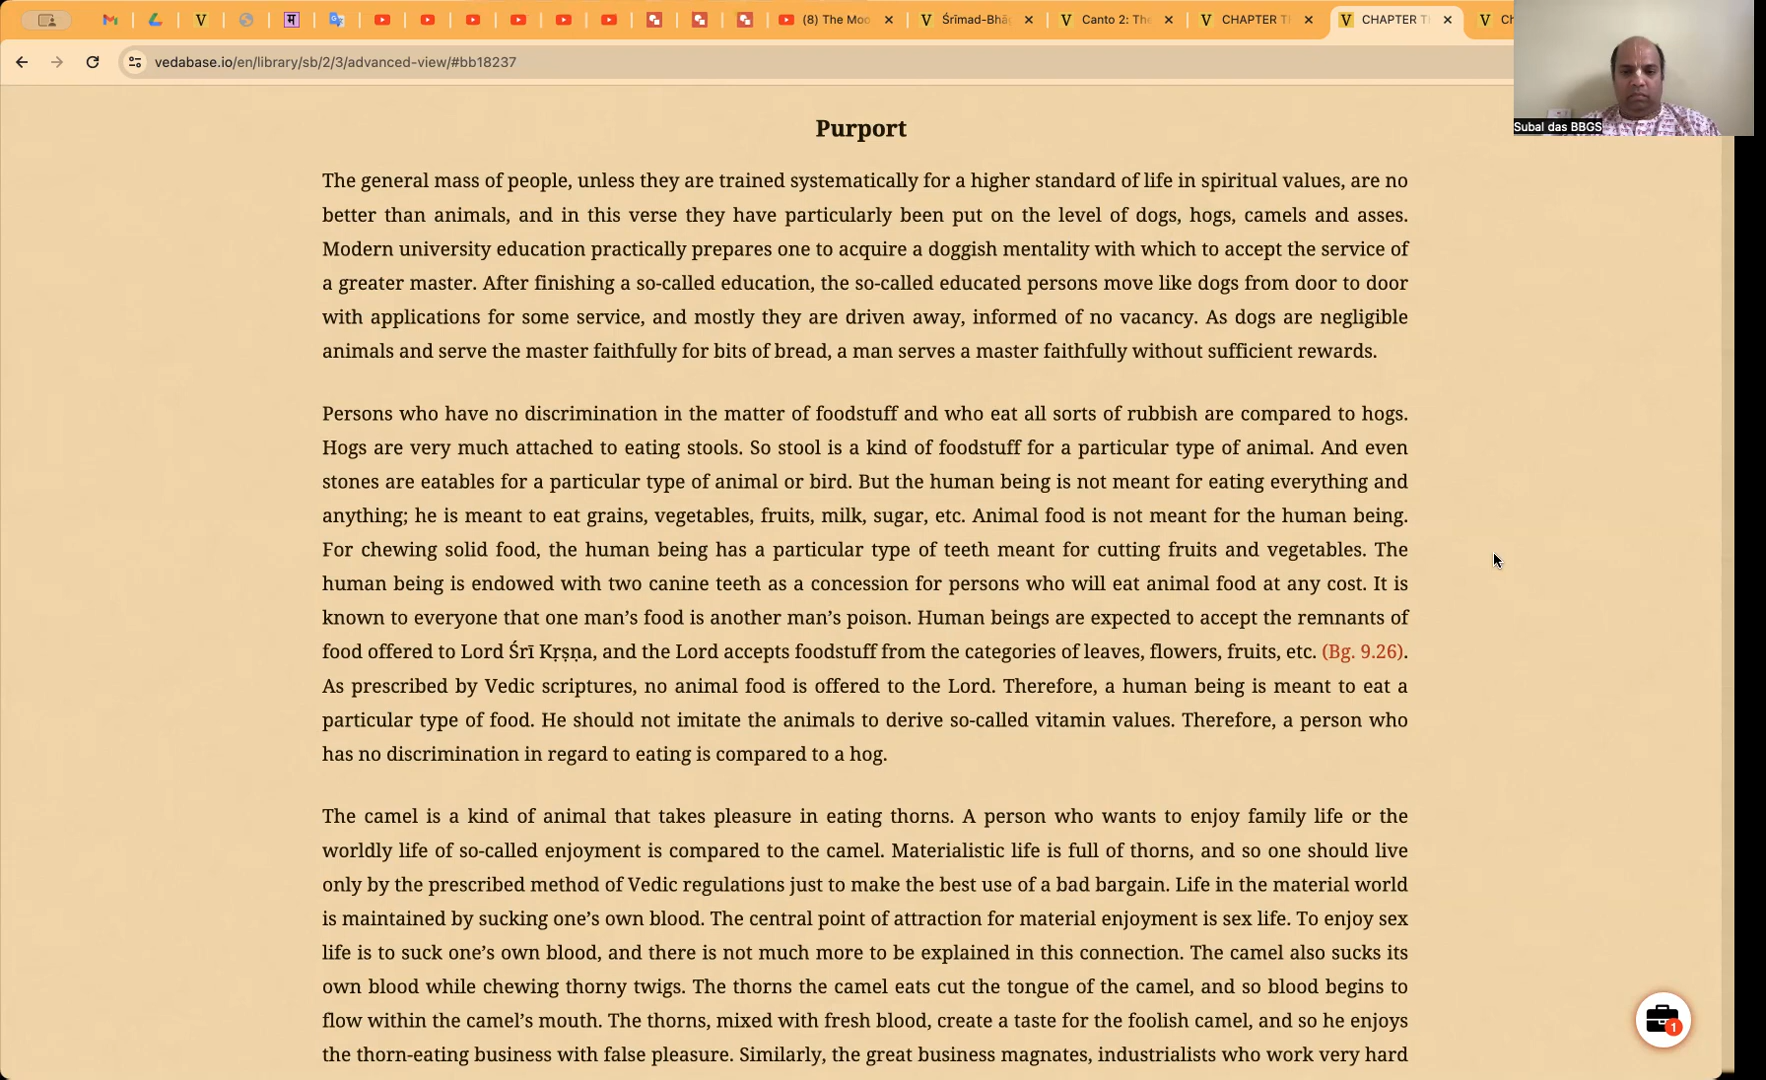 (8) The Moo
Śrīmad-Bhāg
Canto 2: The
CHAPTER T
CHAPTER T
Ch
vedabase.io/en/library/sb/2/3/advanced-view/#bb18237
Subal das BBGS
Purport
The general mass of people, unless they are trained systematically for a higher standard of life in spiritual values, are no
better than animals, and in this verse they have particularly been put on the level of dogs, hogs, camels and asses.
Modern university education practically prepares one to acquire a doggish mentality with which to accept the service of
a greater master. After finishing a so-called education, the so-called educated persons move like dogs from door to door
with applications for some service, and mostly they are driven away, informed of no vacancy. As dogs are negligible
animals and serve the master faithfully for bits of bread, a man serves a master faithfully without sufficient rewards.
Persons who have no discrimination in the matter of foodstuff and who eat all sorts of rubbish are compared to hogs.
Hogs are very much attached to eating stools. So stool is a kind of foodstuff for a particular type of animal. And even
stones are eatables for a particular type of animal or bird. But the human being is not meant for eating everything and
anything; he is meant to eat grains, vegetables, fruits, milk, sugar, etc. Animal food is not meant for the human being.
For chewing solid food, the human being has a particular type of teeth meant for cutting fruits and vegetables. The
human being is endowed with two canine teeth as a concession for persons who will eat animal food at any cost. It is
known to everyone that one man’s food is another man’s poison. Human beings are expected to accept the remnants of
food offered to Lord Śrī Kṛṣṇa, and the Lord accepts foodstuff from the categories of leaves, flowers, fruits, etc. (Bg. 9.26).
As prescribed by Vedic scriptures, no animal food is offered to the Lord. Therefore, a human being is meant to eat a
particular type of food. He should not imitate the animals to derive so-called vitamin values. Therefore, a person who
has no discrimination in regard to eating is compared to a hog.
The camel is a kind of animal that takes pleasure in eating thorns. A person who wants to enjoy family life or the
worldly life of so-called enjoyment is compared to the camel. Materialistic life is full of thorns, and so one should live
only by the prescribed method of Vedic regulations just to make the best use of a bad bargain. Life in the material world
is maintained by sucking one’s own blood. The central point of attraction for material enjoyment is sex life. To enjoy sex
life is to suck one’s own blood, and there is not much more to be explained in this connection. The camel also sucks its
own blood while chewing thorny twigs. The thorns the camel eats cut the tongue of the camel, and so blood begins to
flow within the camel’s mouth. The thorns, mixed with fresh blood, create a taste for the foolish camel, and so he enjoys
the thorn-eating business with false pleasure. Similarly, the great business magnates, industrialists who work very hard
1